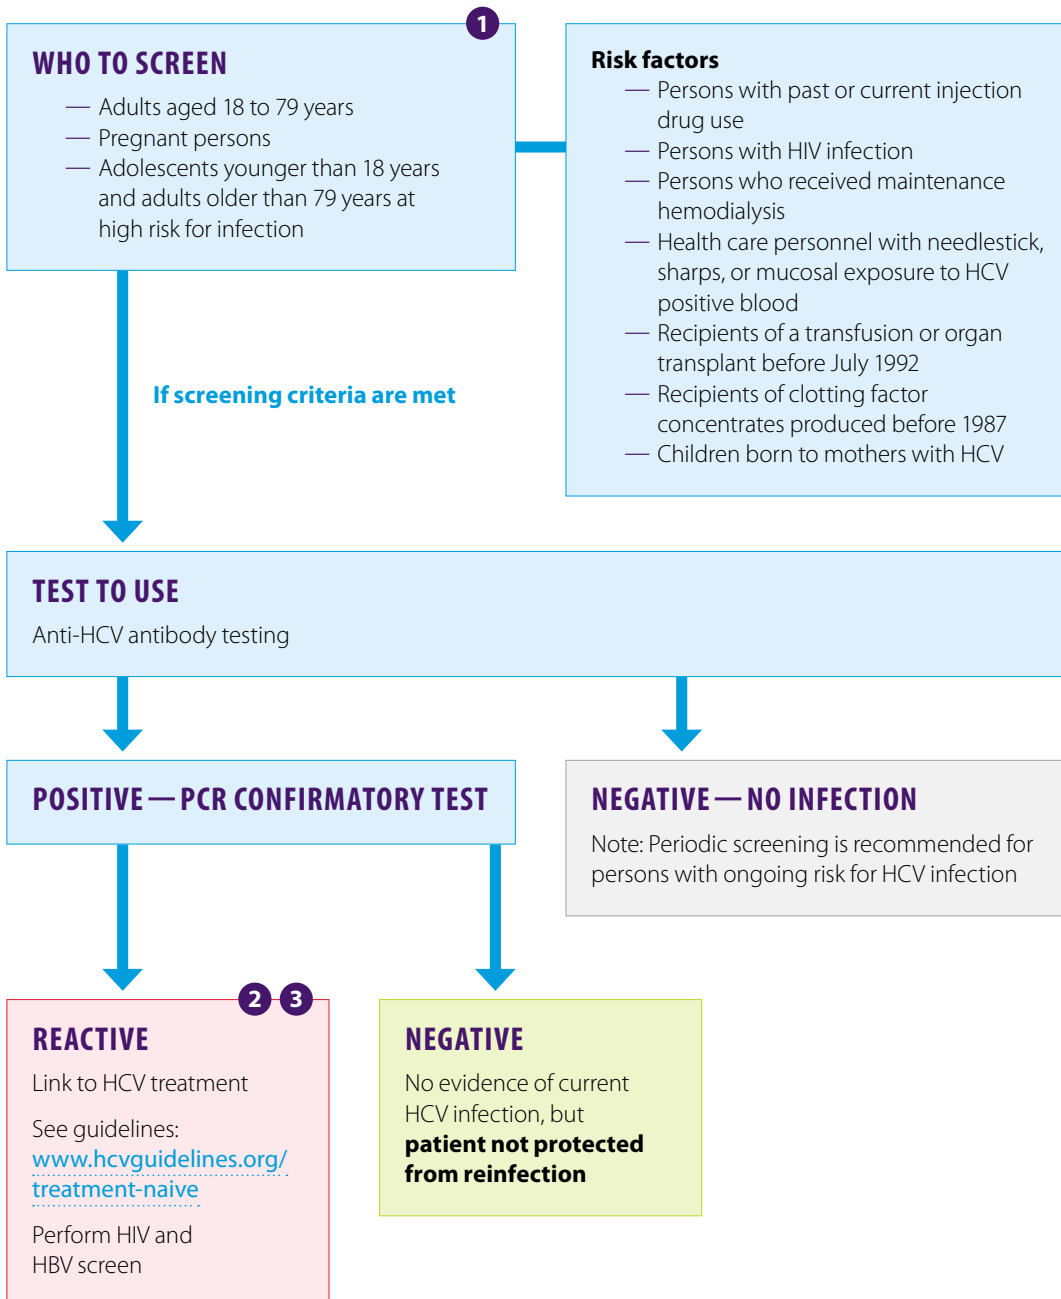 1
WHO TO SCREEN
— Adults aged 18 to 79 years
— Pregnant persons
— Adolescents younger than 18 years
and adults older than 79 years at
high risk for infection
Risk factors
— Persons with past or current injection
drug use
— Persons with HIV infection
— Persons who received maintenance
hemodialysis
— Health care personnel with needlestick,
sharps, or mucosal exposure to HCV
positive blood
— Recipients of a transfusion or organ
transplant before July 1992
— Recipients of clotting factor
concentrates produced before 1987
— Children born to mothers with HCV
If screening criteria are met
TEST TO USE
Anti-HCV antibody testing
POSITIVE — PCR CONFIRMATORY TEST
NEGATIVE — NO INFECTION
Note: Periodic screening is recommended for
persons with ongoing risk for HCV infection
2 3
REACTIVE
Link to HCV treatment
See guidelines:
www.hcvguidelines.org/
treatment-naive
Perform HIV and
HBV screen
NEGATIVE
No evidence of current
HCV infection, but
patient not protected
from reinfection